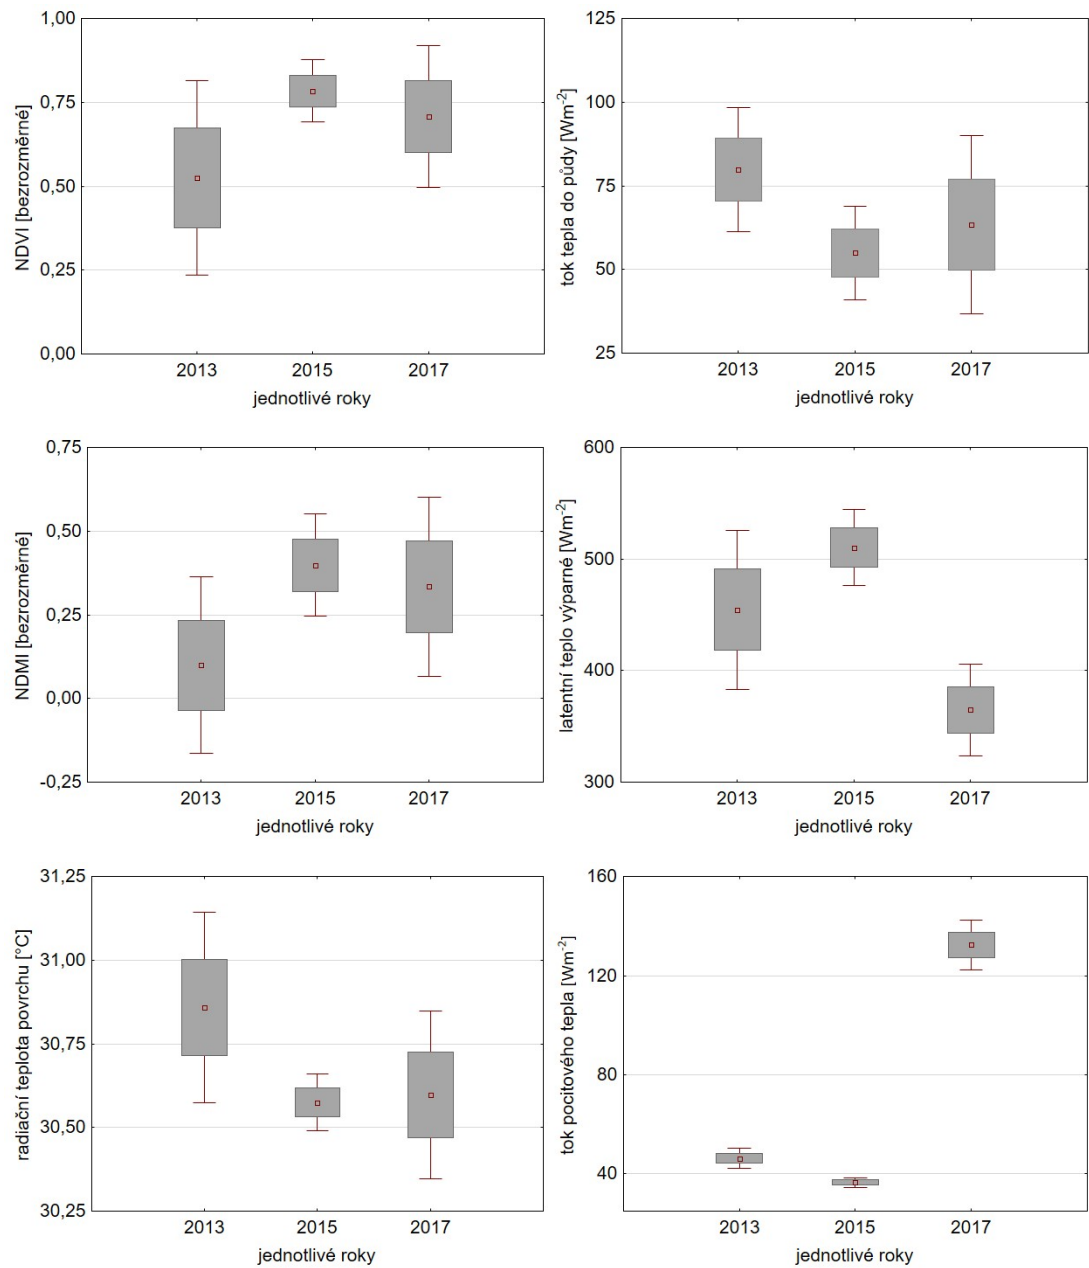 NDVI [bezrozměrné]
1,00
0,75
0,50
0,25
0,00
2013 2015 2017
jednotlivé roky
tok tepla do půdy [Wm-2]
125
100
75
50
25
2013 2015 2017
jednotlivé roky
NDMI [bezrozměrné]
0,75
0,50
0,25
0,00
-0,25
2013 2015 2017
jednotlivé roky
latentní teplo výparné [Wm-2]
600
500
400
300
2013 2015 2017
jednotlivé roky
radiační teplota povrchu [°C]
31,25
31,00
30,75
30,50
30,25
2013 2015 2017
jednotlivé roky
tok pocitového tepla [Wm-2]
160
120
80
40
2013 2015 2017
jednotlivé roky